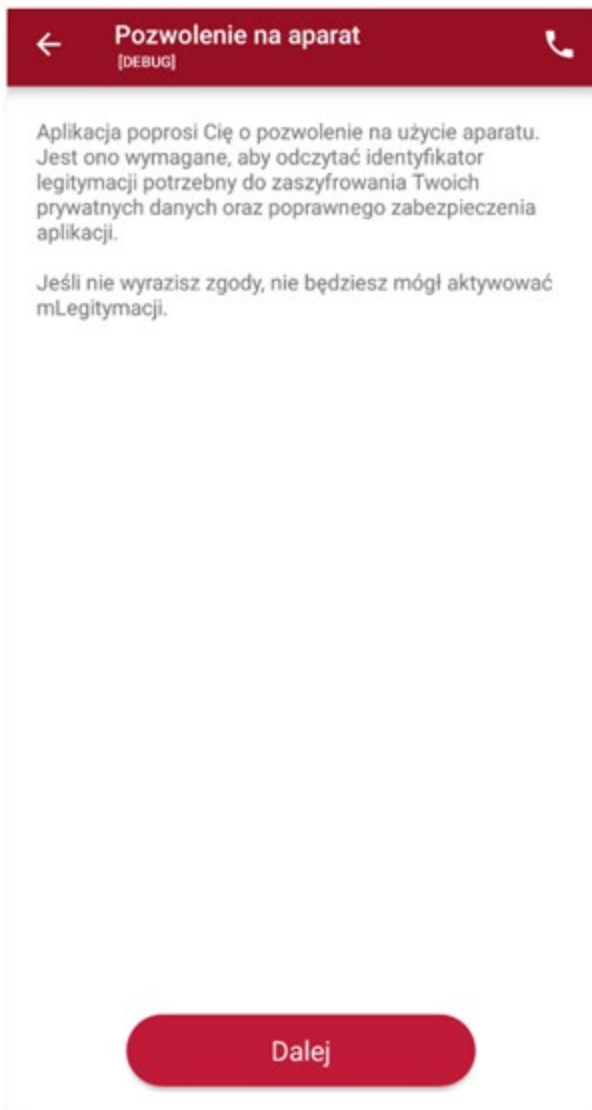 Pozwolenie na aparat
[DEBUG]
Aplikacja poprosi Cię o pozwolenie na użycie aparatu.
Jest ono wymagane, aby odczytać identyfikator
legitymacji potrzebny do zaszyfrowania Twoich
prywatnych danych oraz poprawnego zabezpieczenia
aplikacji.
Jeśli nie wyrazisz zgody, nie będziesz mógł aktywować
mLegitymacji.
Dalej